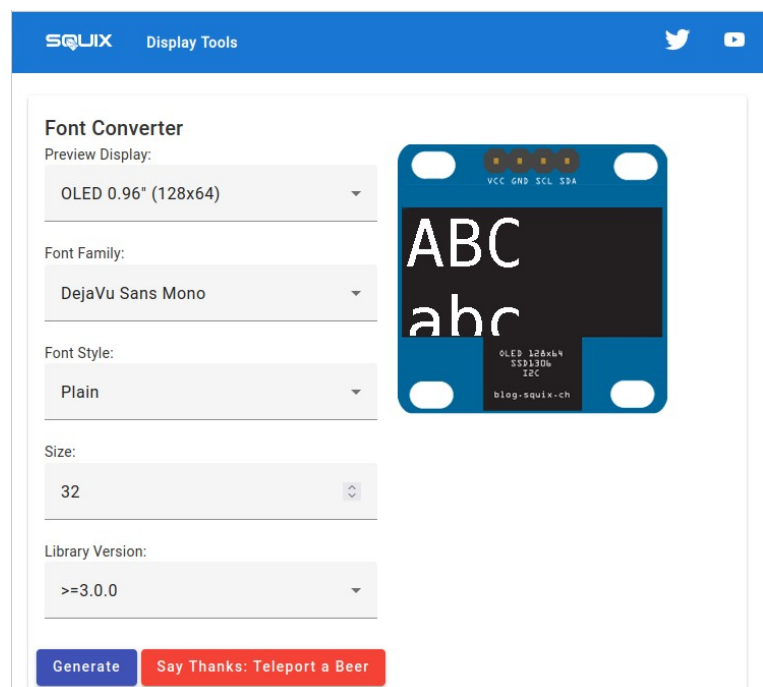 SQUIX Display Tools
Font Converter
Preview Display:
OLED 0.96" (128x64)
Font Family:
DejaVu Sans Mono
Font Style:
Plain
Size:
32
Library Version:
>=3.0.0
Generate Say Thanks: Teleport a Beer
VCC GND SCL SDA
ABC
abc
OLED 128x64
SSD1306
I2C
blog.squix.ch